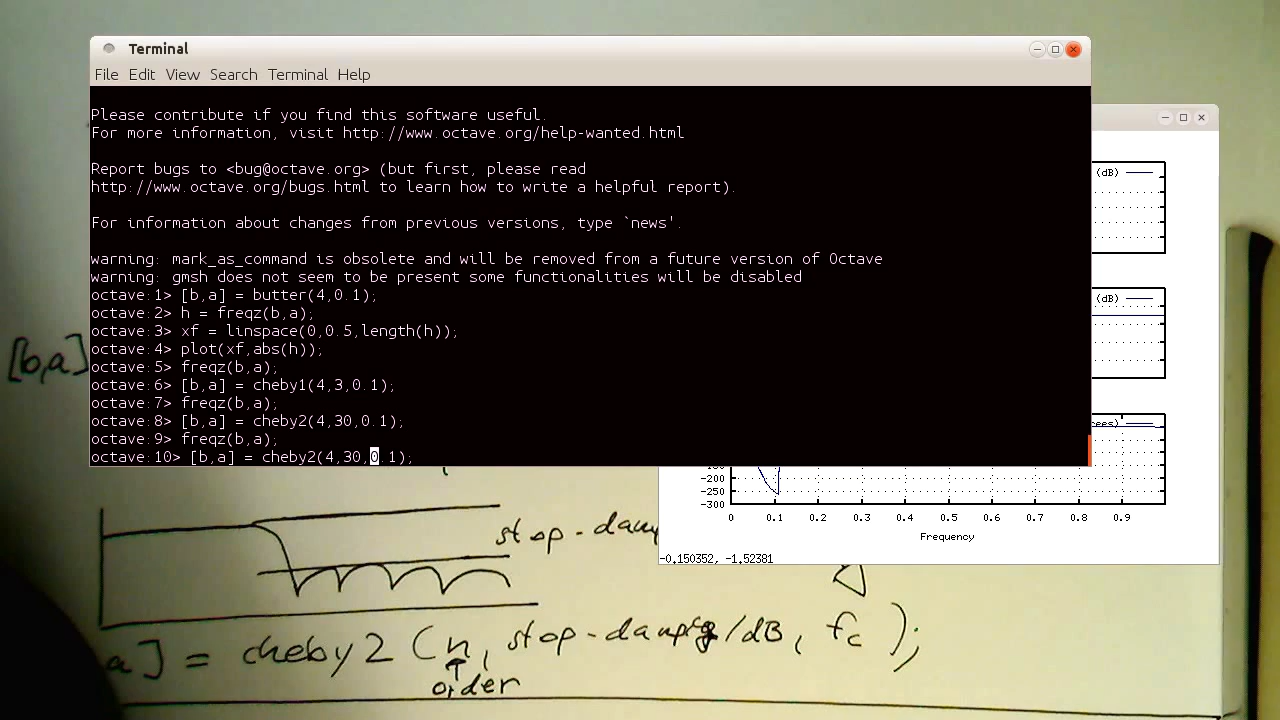 Terminal
File Edit View Search Terminal Help
Please contribute if you find this software useful.
For more information, visit http://www.octave.org/help-wanted.html
Report bugs to <bug@octave.org> (but first, please read
http://www.octave.org/bugs.html to learn how to write a helpful report).
For information about changes from previous versions, type `news'.
warning: mark_as_command is obsolete and will be removed from a future version of Octave
warning: gmsh does not seem to be present some functionalities will be disabled
octave:1> [b,a] = butter(4,0.1);
octave:2> h = freqz(b,a);
octave:3> xf = linspace(0,0.5,length(h));
octave:4> plot(xf,abs(h));
octave:5> freqz(b,a);
octave:6> [b,a] = cheby1(4,3,0.1);
octave:7> freqz(b,a);
octave:8> [b,a] = cheby2(4,30,0.1);
octave:9> freqz(b,a);
octave:10> [b,a] = cheby2(4,30,0.1);
(dB)
(dB)
-200
-250
-300
0 0.1 0.2 0.3 0.4 0.5 0.6 0.7 0.8 0.9
Frequency
-0.150352, -1.52381
[b,a]
stop-damp
a] = cheby2 (n, stop-damping/dB, fc );
order